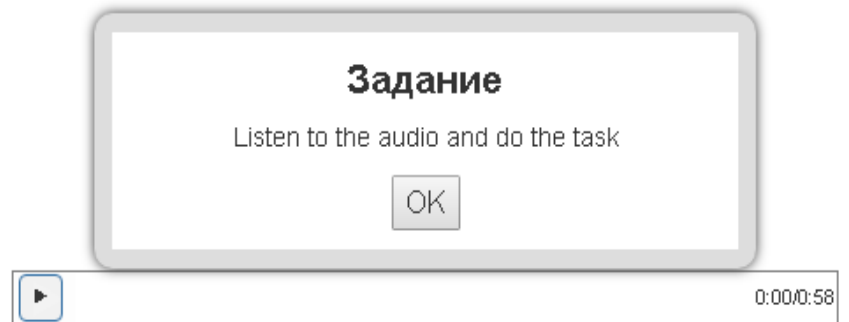 Задание
Listen to the audio and do the task
OK
0:00/0:58